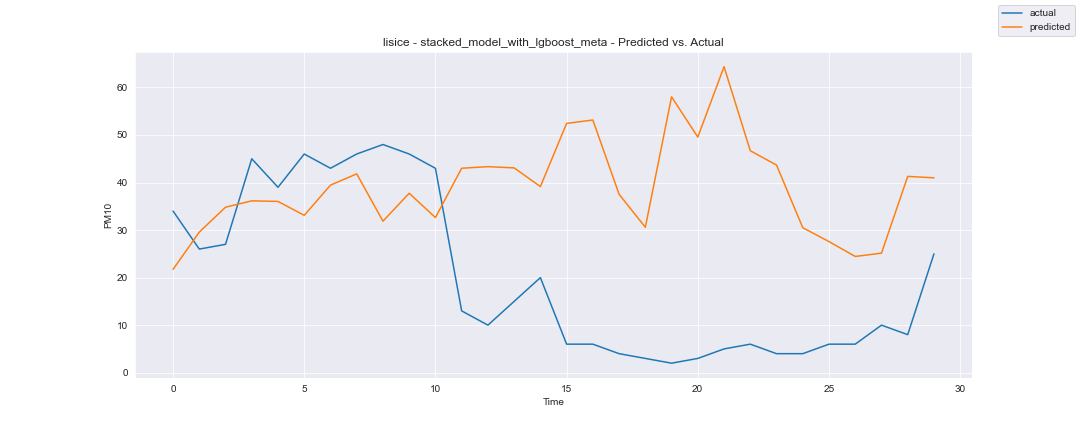 actual
predicted
lisice - stacked_model_with_lgboost_meta - Predicted vs. Actual
PM10
60
50
40
30
20
10
0
0 5 10 15 20 25 30
Time